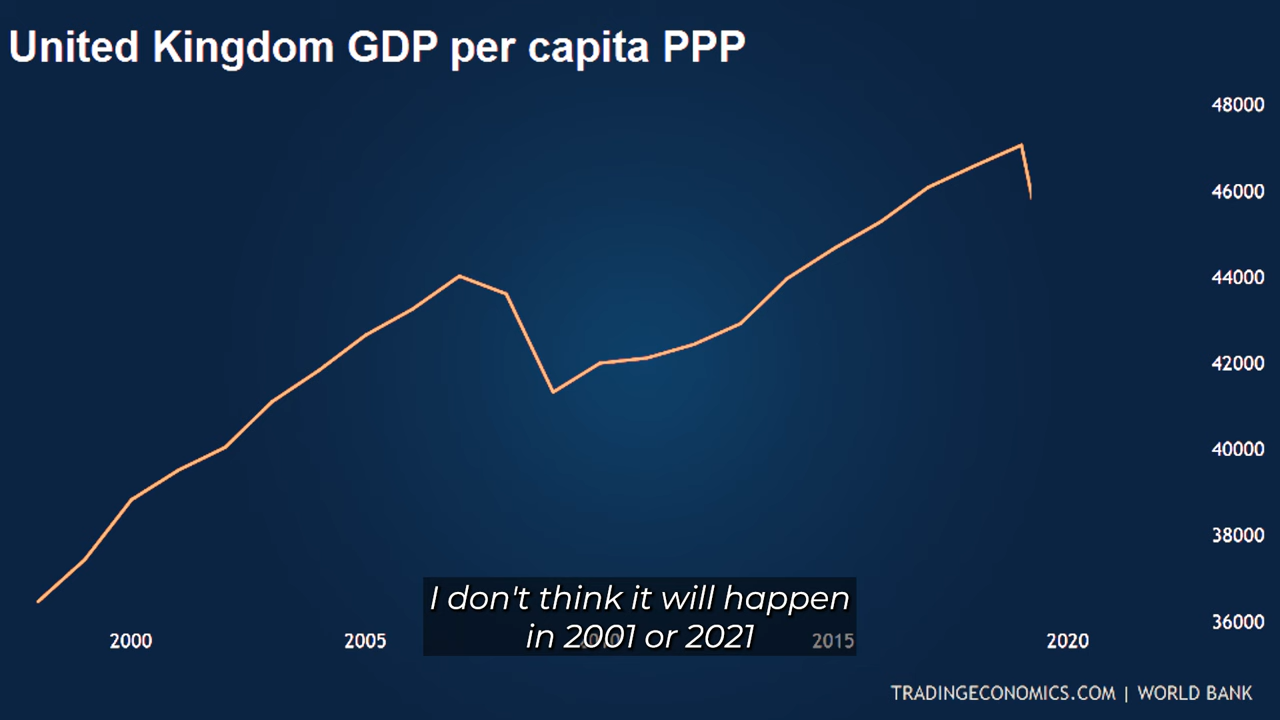 United Kingdom GDP per capita PPP
48000
46000
44000
42000
40000
38000
36000
I don't think it will happen
in 2001 or 2021
2000 2005 2015 2020
TRADINGECONOMICS.COM | WORLD BANK